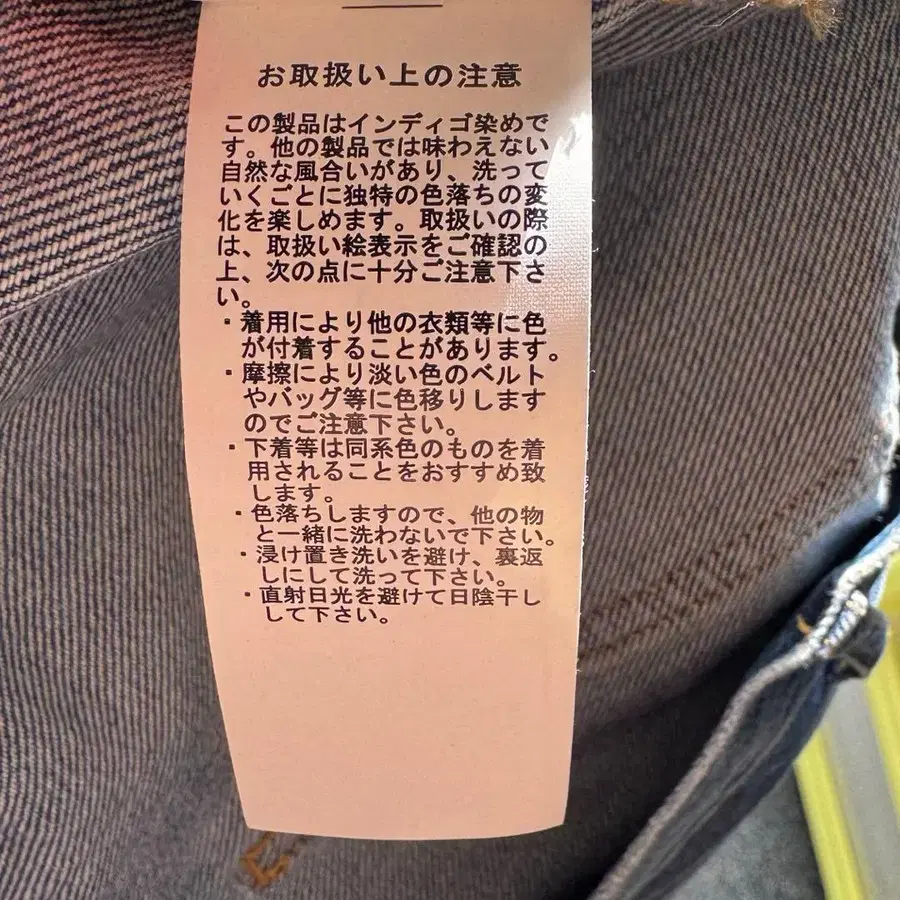 お取扱い上の注意
この製品はインディゴ染めで
す。他の製品では味わえない
自然な風合いがあり、洗って
いくごとに独特の色落ちの変
化を楽しめます。取扱いの際
は、取扱い絵表示をご確認の
上、次の点に十分ご注意下さ
い。
・着用により他の衣類等に色
が付着することがあります。
・摩擦により淡い色のベルト
やバッグ等に色移りします
のでご注意下さい。
・下着等は同系色のものを着
用されることをおすすめ致
します。
・色落ちしますので、他の物
と一緒に洗わないで下さい。
・浸け置き洗いを避け、裏返
しにして洗って下さい。
・直射日光を避けて日陰干し
して下さい。